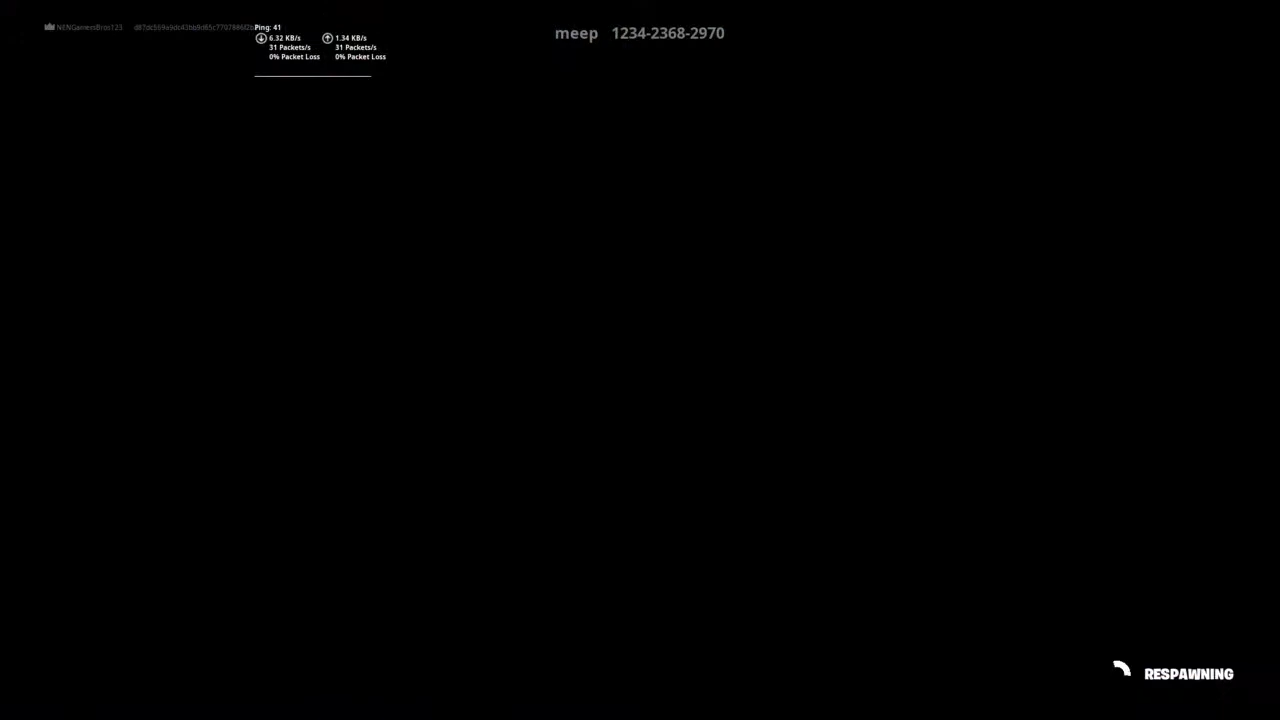 NENGamersBros123
Ping: 41
6.32 KB/s 1.34 KB/s
31 Packets/s 31 Packets/s
0% Packet Loss 0% Packet Loss
meep 1234-2368-2970
RESPAWNING